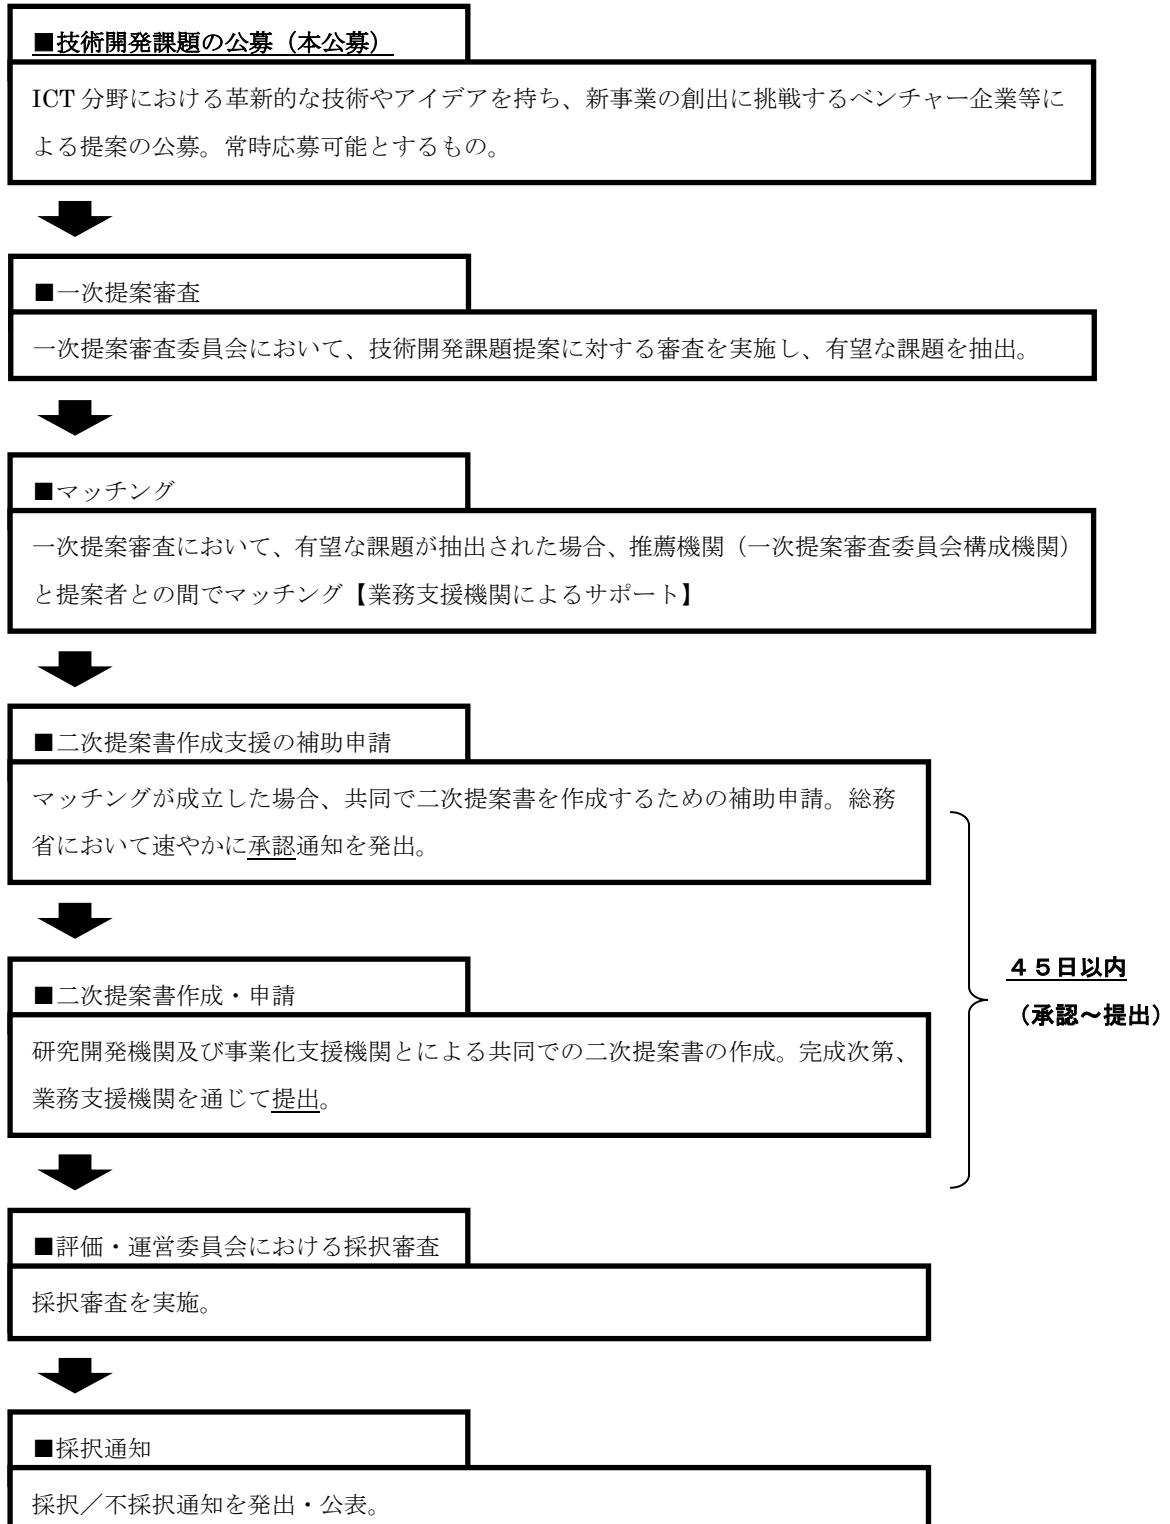 ■技術開発課題の公募（本公募）
ICT 分野における革新的な技術やアイデアを持ち、新事業の創出に挑戦するベンチャー企業等に
よる提案の公募。常時応募可能とするもの。
■一次提案審査
一次提案審査委員会において、技術開発課題提案に対する審査を実施し、有望な課題を抽出。
■マッチング
一次提案審査において、有望な課題が抽出された場合、推薦機関（一次提案審査委員会構成機関）
と提案者との間でマッチング【業務支援機関によるサポート】
■二次提案書作成支援の補助申請
マッチングが成立した場合、共同で二次提案書を作成するための補助申請。総務
省において速やかに承認通知を発出。
■二次提案書作成・申請
研究開発機関及び事業化支援機関とによる共同での二次提案書の作成。完成次第、
業務支援機関を通じて提出。
４５日以内
（承認～提出）
■評価・運営委員会における採択審査
採択審査を実施。
■採択通知
採択／不採択通知を発出・公表。